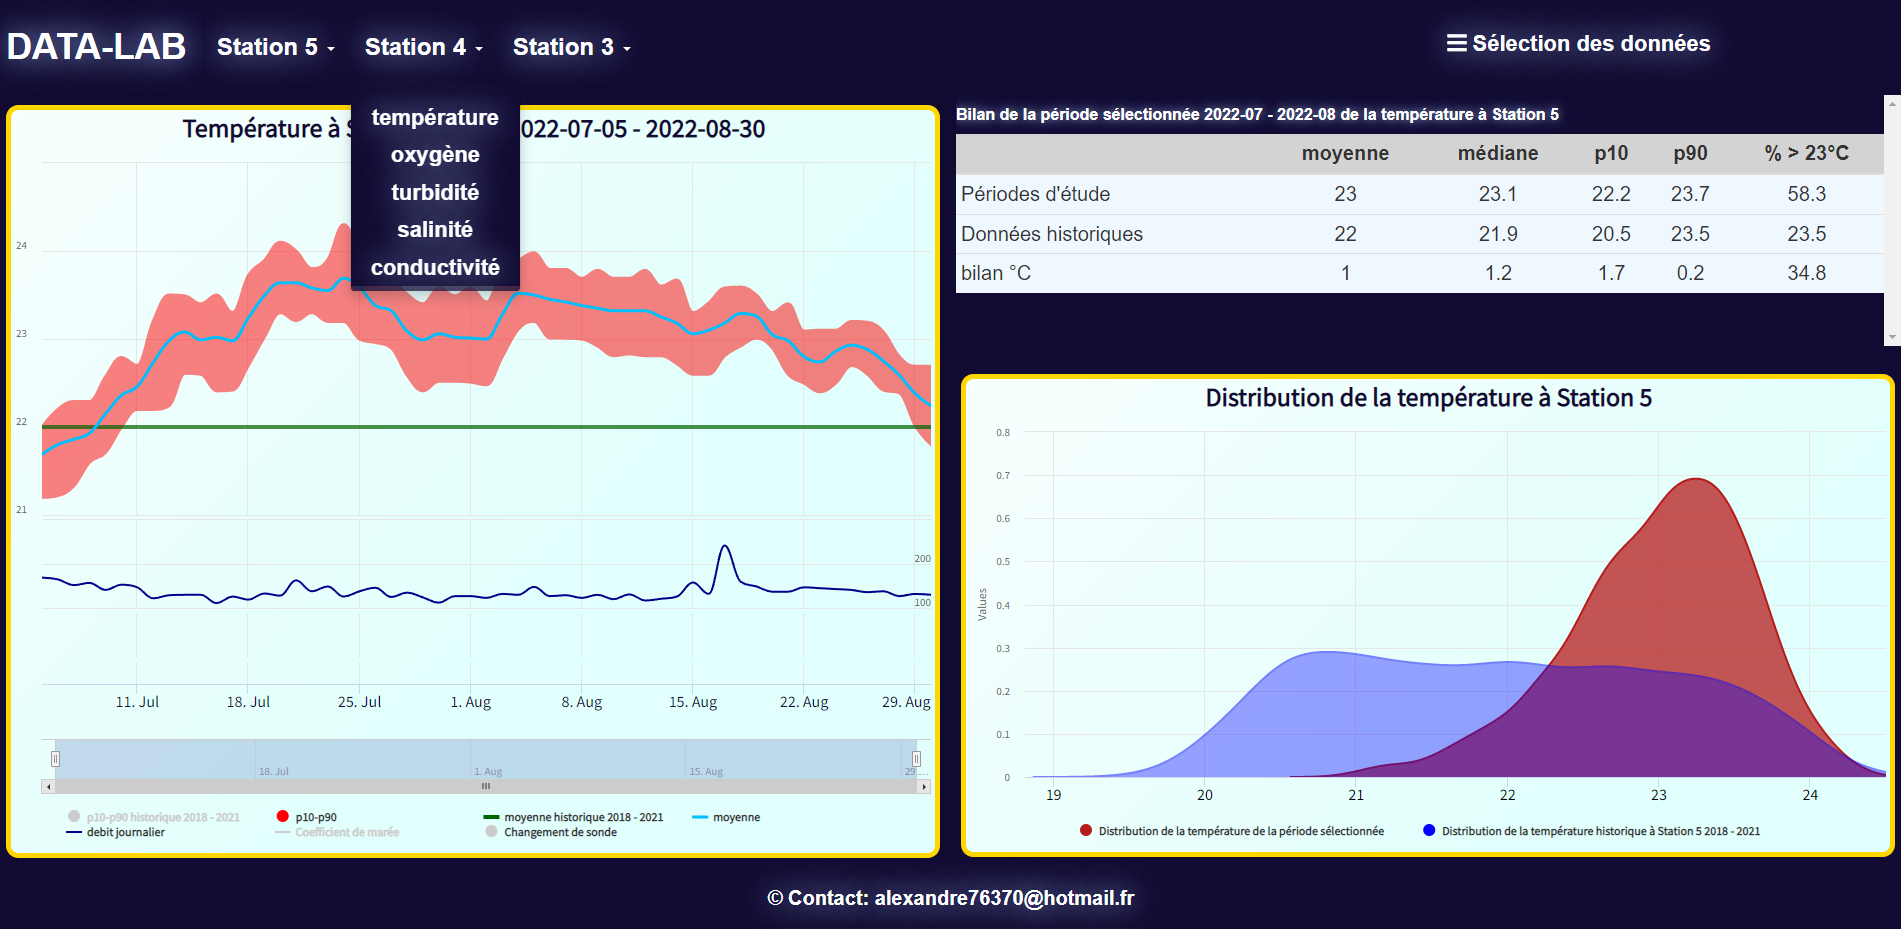 DATA-LAB Station 5 Station 4 Station 3 Sélection des données
température
oxygène
turbidité
salinité
conductivité
Température à S 022-07-05 - 2022-08-30
24
23
22
21
200
100
11. Jul 18. Jul 25. Jul 1. Aug 8. Aug 15. Aug 22. Aug 29. Aug
18. Jul 1. Aug 15. Aug 29. …
p10-p90 historique 2018 - 2021 p10-p90 moyenne historique 2018 - 2021 moyenne
debit journalier Coefficient de marée Changement de sonde
Bilan de la période sélectionnée 2022-07 - 2022-08 de la température à Station 5
moyenne médiane p10 p90 % > 23°C
Périodes d'étude 23 23.1 22.2 23.7 58.3
Données historiques 22 21.9 20.5 23.5 23.5
bilan °C 1 1.2 1.7 0.2 34.8
Distribution de la température à Station 5
Values
0.8
0.7
0.6
0.5
0.4
0.3
0.2
0.1
0
19 20 21 22 23 24
Distribution de la température de la période sélectionnée Distribution de la température historique à Station 5 2018 - 2021
© Contact: alexandre76370@hotmail.fr